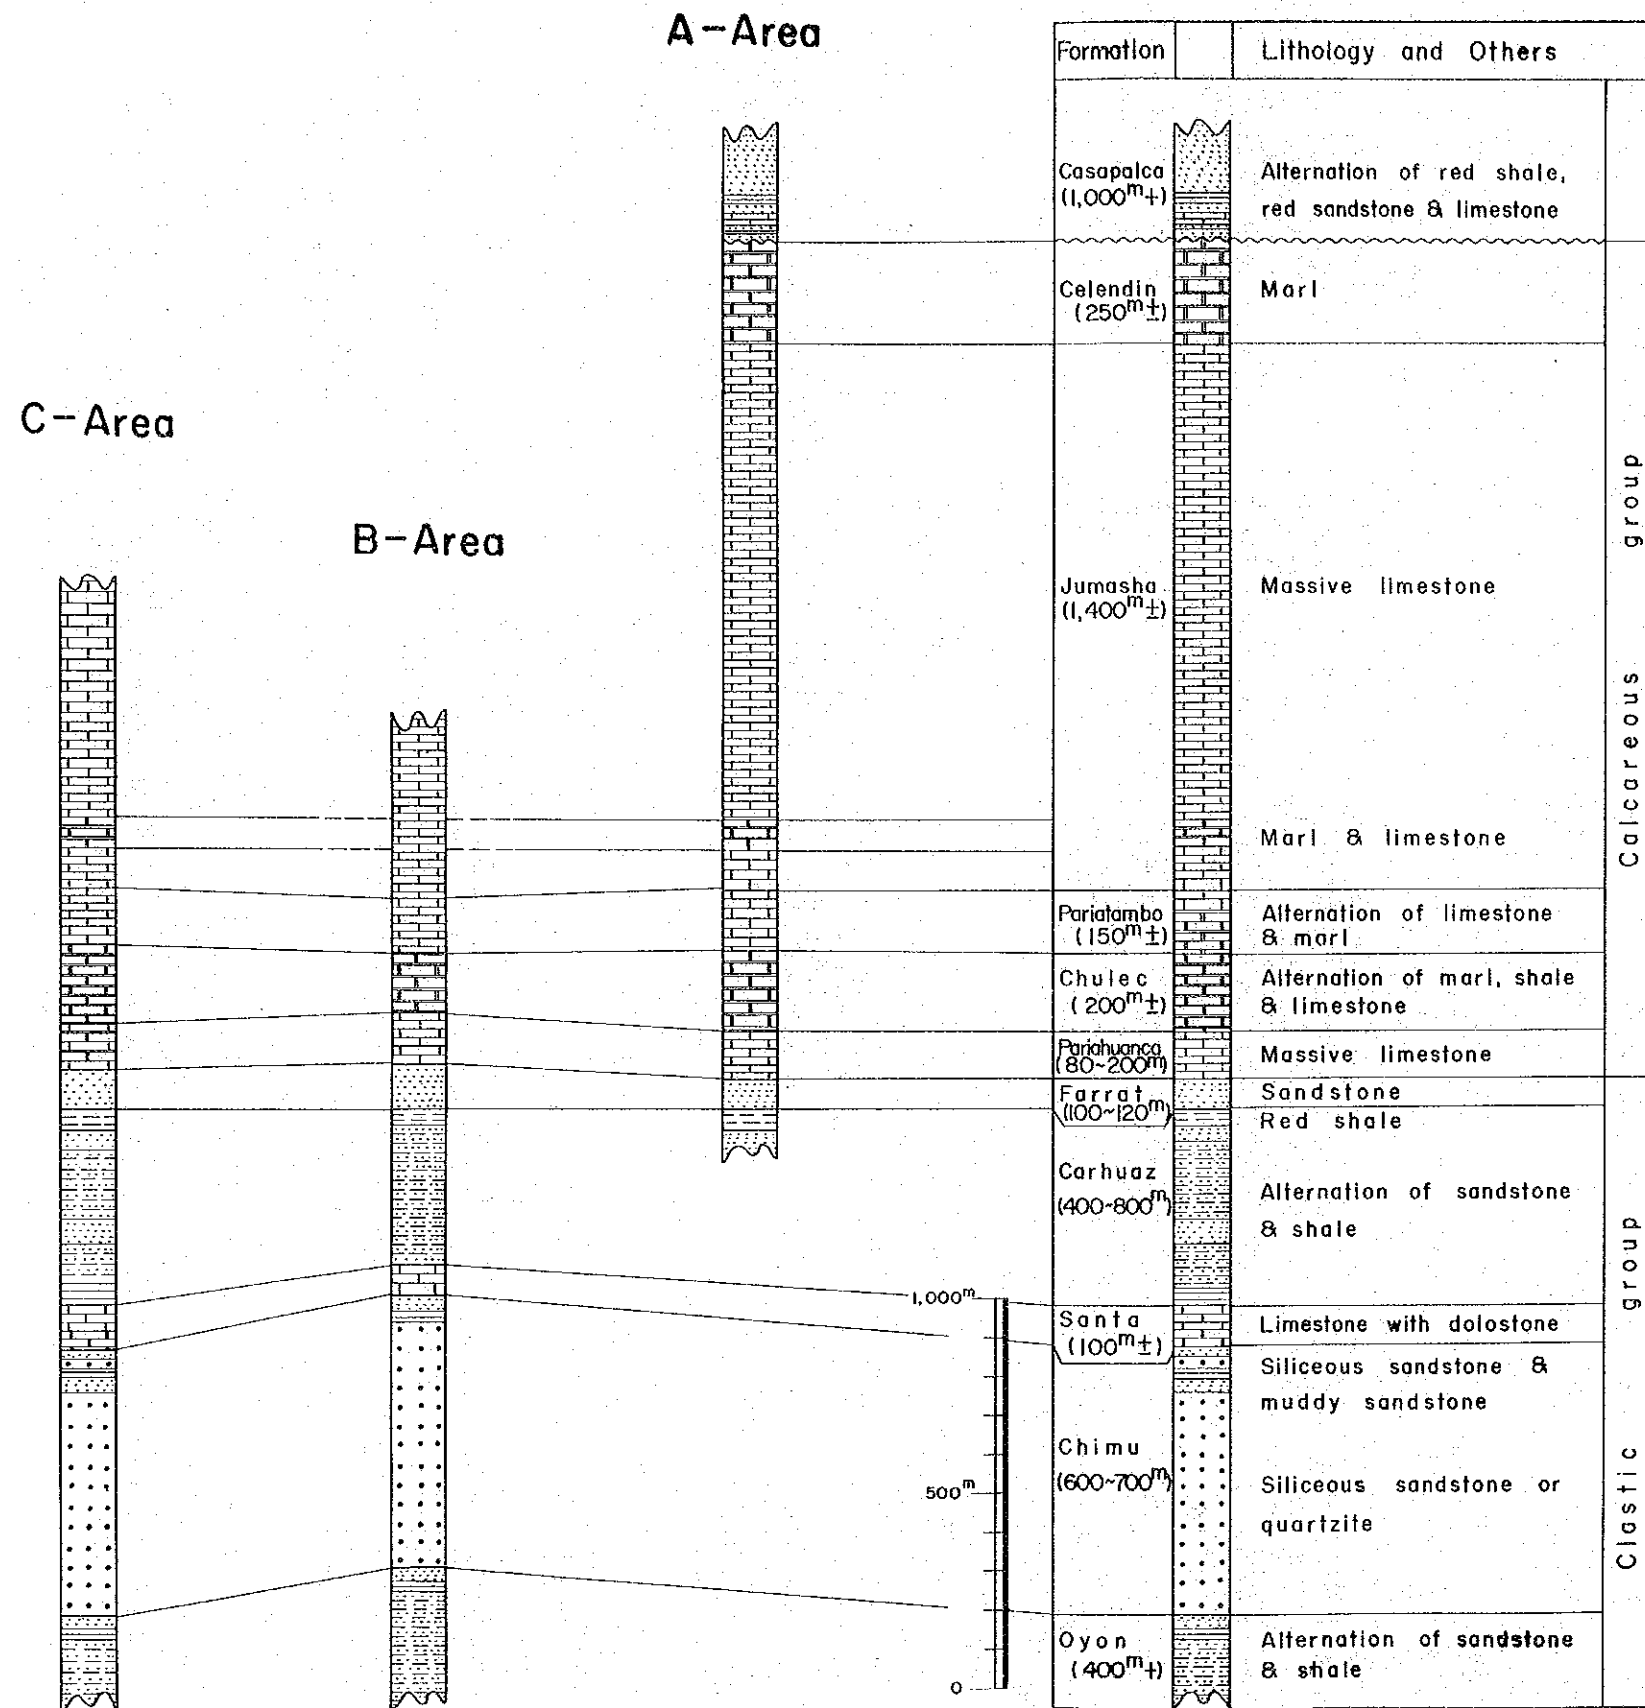 A-Area
C-Area
B-Area
Formation
Lithology and Others
Casapalca
(1,000m+)
Alternation of red shale,
red sandstone & limestone
Celendin
(250m±)
Marl
Jumasha
(1,400m±)
Massive limestone
Marl & limestone
Pariatambo
(150m±)
Alternation of limestone
& marl
Chulec
(200m±)
Alternation of marl, shale
& limestone
Pariahuanca
(80~200m)
Massive limestone
Farrat
(100~120m)
Sandstone
Red shale
Carhuaz
(400~800m)
Alternation of sandstone
& shale
Santa
(100m±)
Limestone with dolostone
Siliceous sandstone &
muddy sandstone
Chimu
(600~700m)
Siliceous sandstone or
quartzite
Oyon
(400m+)
Alternation of sandstone
& shale
Calcareous group
Clastic group
1,000m
500m
0